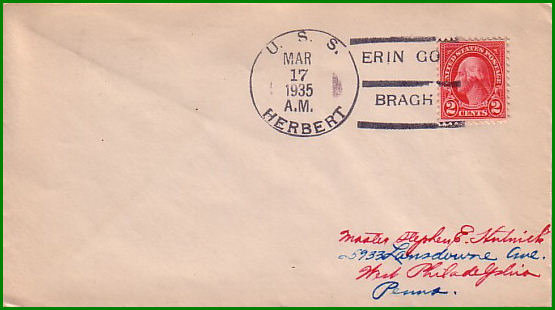 U. S. S.
MAR
17
1935
A.M.
HERBERT
ERIN GO
BRAGH
UNITED STATES POSTAGE
2 CENTS 2
Master Stephen E. Hutnick
5933 Lansdowne Ave.
West Philadelphia
Penna.